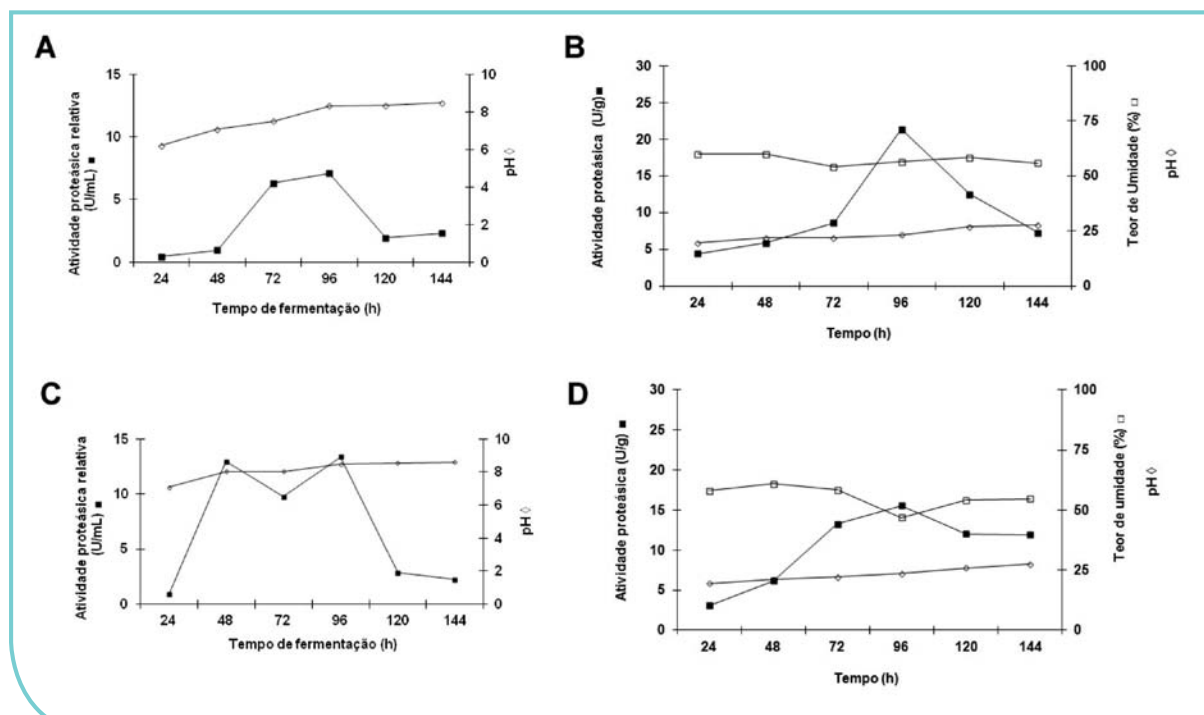 A
Atividade proteásica relativa
(U/mL) ■
15
10
5
0
10
8
6
4
2
0
pH ◇
24 48 72 96 120 144
Tempo de fermentação (h)
B
Atividade proteásica (U/g) ■
30
25
20
15
10
5
0
100
75
50
25
0
Teor de Umidade (%) □
pH ◇
24 48 72 96 120 144
Tempo (h)
C
Atividade proteásica relativa
(U/mL) ■
15
10
5
0
10
8
6
4
2
0
pH ◇
24 48 72 96 120 144
Tempo de fermentação (h)
D
Atividade proteásica (U/g) ■
30
25
20
15
10
5
0
100
75
50
25
0
Teor de umidade (%) □
pH ◇
24 48 72 96 120 144
Tempo (h)